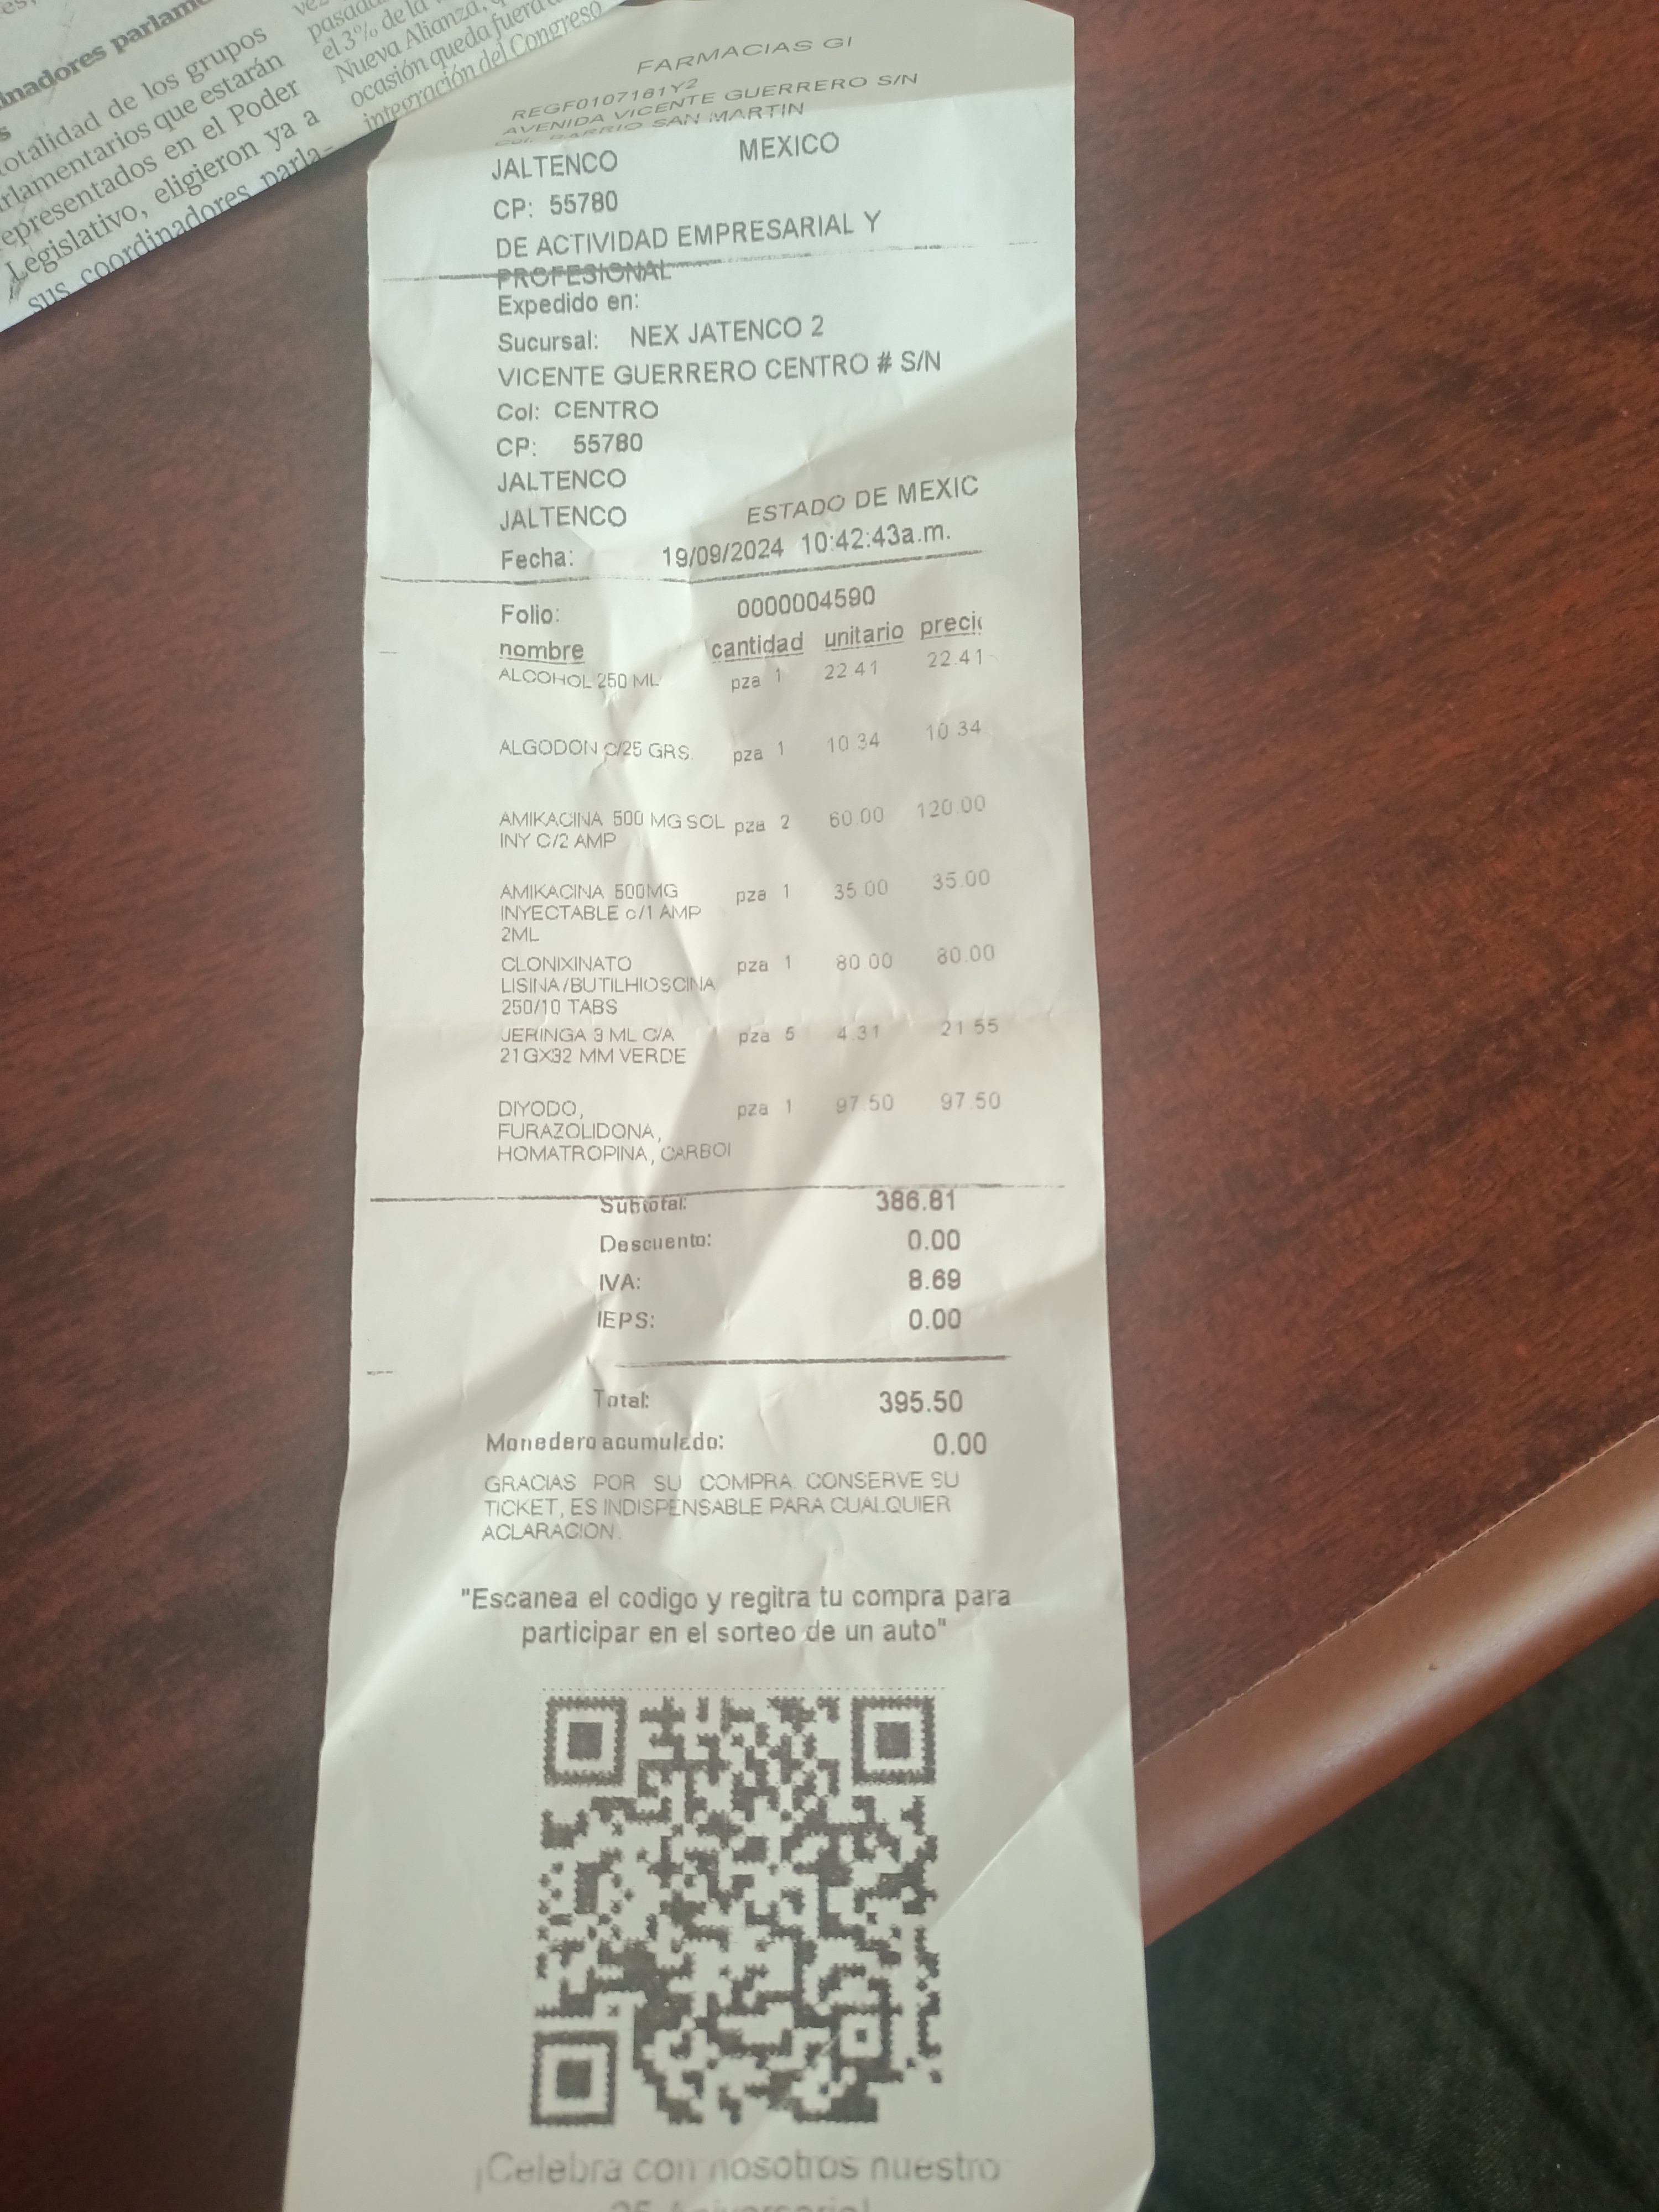 inadores parlame
totalidad de los grupos
rlamentarios que estarán
epresentados en el Poder
Legislativo, eligieron ya a
sus coordinadores parla-
el 3% de la
Nueva Alianza,
ocasión queda fuera
integración del Congreso
FARMACIAS GI
REGF0107161Y2
AVENIDA VICENTE GUERRERO S/N
Col. BARRIO SAN MARTIN
JALTENCO MEXICO
CP: 55780
DE ACTIVIDAD EMPRESARIAL Y
PROFESIONAL
Expedido en:
Sucursal: NEX JATENCO 2
VICENTE GUERRERO CENTRO # S/N
Col: CENTRO
CP: 55780
JALTENCO
JALTENCO ESTADO DE MEXIC
Fecha: 19/09/2024 10:42:43a.m.
Folio: 0000004590
nombre cantidad unitario preci
ALCOHOL 250 ML pza 1 22.41 22.41
ALGODON c/25 GRS. pza 1 10.34 10.34
AMIKACINA 500 MG SOL pza 2 60.00 120.00
INY C/2 AMP
AMIKACINA 500MG pza 1 35.00 35.00
INYECTABLE c/1 AMP
2ML
CLONIXINATO pza 1 80.00 80.00
LISINA/BUTILHIOSCINA
250/10 TABS
JERINGA 3 ML C/A pza 5 4.31 21.55
21GX32 MM VERDE
DIYODO, pza 1 97.50 97.50
FURAZOLIDONA,
HOMATROPINA, CARBOI
Subtotal: 386.81
Descuento: 0.00
IVA: 8.69
IEPS: 0.00
Total: 395.50
Monedero acumulado: 0.00
GRACIAS POR SU COMPRA. CONSERVE SU
TICKET, ES INDISPENSABLE PARA CUALQUIER
ACLARACION.
"Escanea el codigo y regitra tu compra para
participar en el sorteo de un auto"
¡Celebra con nosotros nuestro